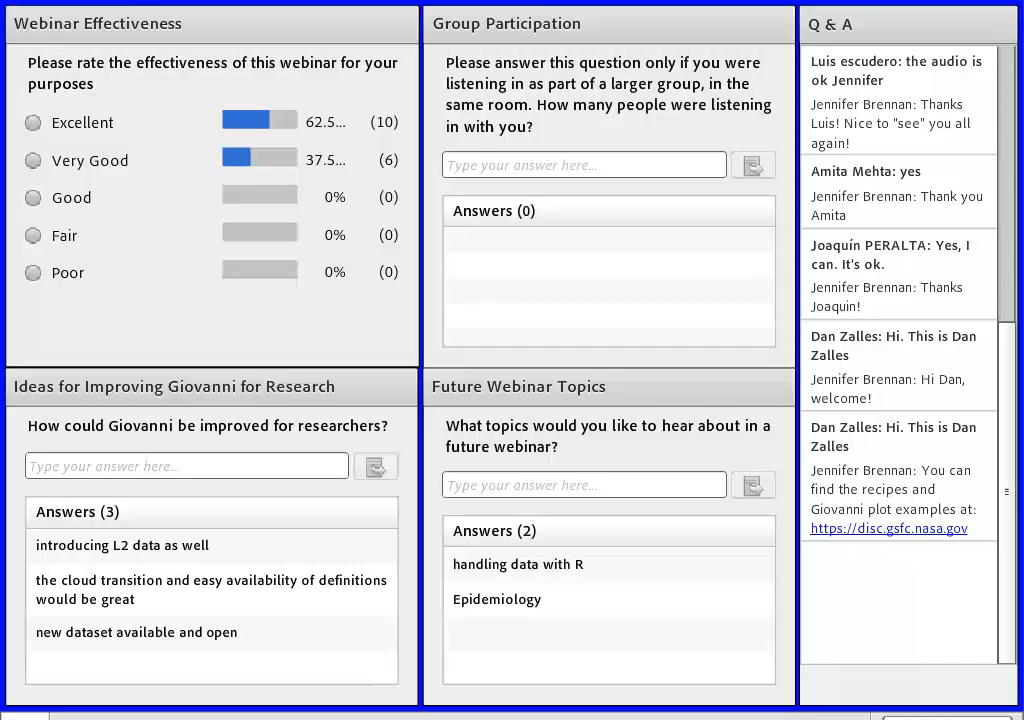 Webinar Effectiveness
Please rate the effectiveness of this webinar for your
purposes
Excellent 62.5... (10)
Very Good 37.5... (6)
Good 0% (0)
Fair 0% (0)
Poor 0% (0)
Group Participation
Please answer this question only if you were
listening in as part of a larger group, in the
same room. How many people were listening
in with you?
Type your answer here...
Answers (0)
Ideas for Improving Giovanni for Research
How could Giovanni be improved for researchers?
Type your answer here...
Answers (3)
introducing L2 data as well
the cloud transition and easy availability of definitions
would be great
new dataset available and open
Future Webinar Topics
What topics would you like to hear about in a
future webinar?
Type your answer here...
Answers (2)
handling data with R
Epidemiology
Q & A
Luis escudero: the audio is
ok Jennifer
Jennifer Brennan: Thanks
Luis! Nice to "see" you all
again!
Amita Mehta: yes
Jennifer Brennan: Thank you
Amita
Joaquín PERALTA: Yes, I
can. It's ok.
Jennifer Brennan: Thanks
Joaquin!
Dan Zalles: Hi. This is Dan
Zalles
Jennifer Brennan: Hi Dan,
welcome!
Dan Zalles: Hi. This is Dan
Zalles
Jennifer Brennan: You can
find the recipes and
Giovanni plot examples at:
https://disc.gsfc.nasa.gov